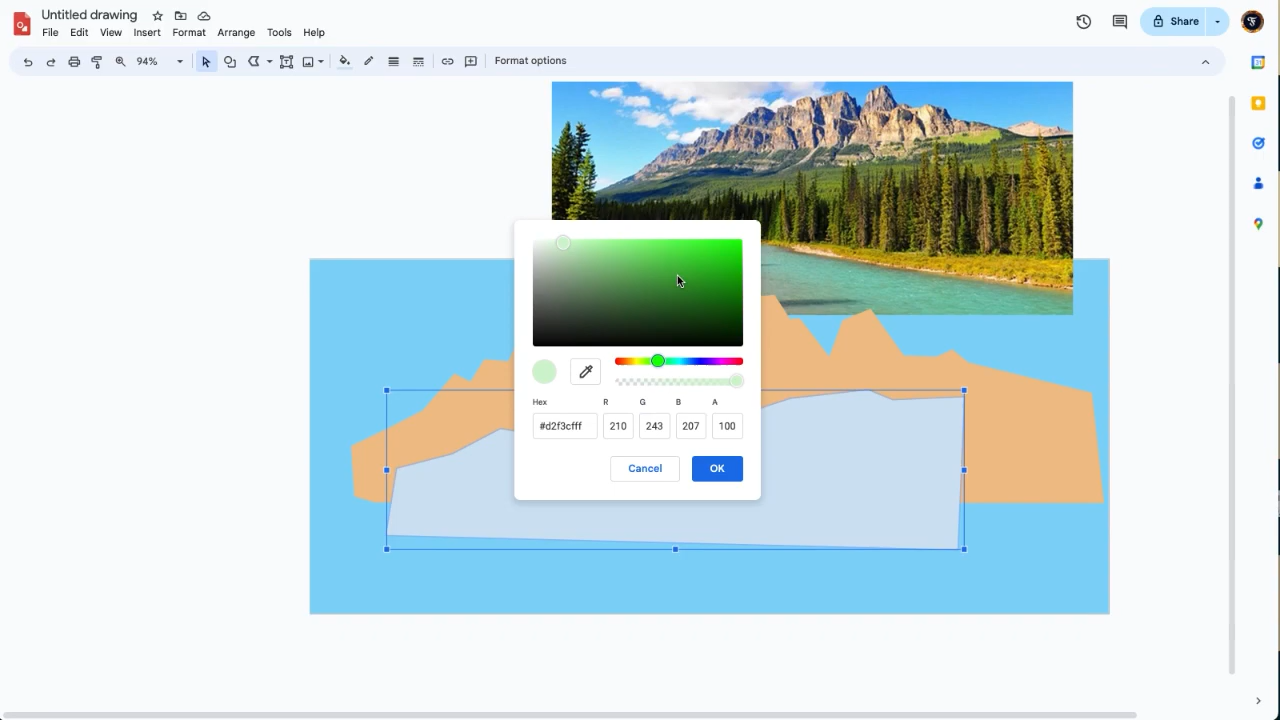 Untitled drawing
File Edit View Insert Format Arrange Tools Help
Share
94%
Format options
31
Hex R G B A
#d2f3cfff 210 243 207 100
Cancel OK